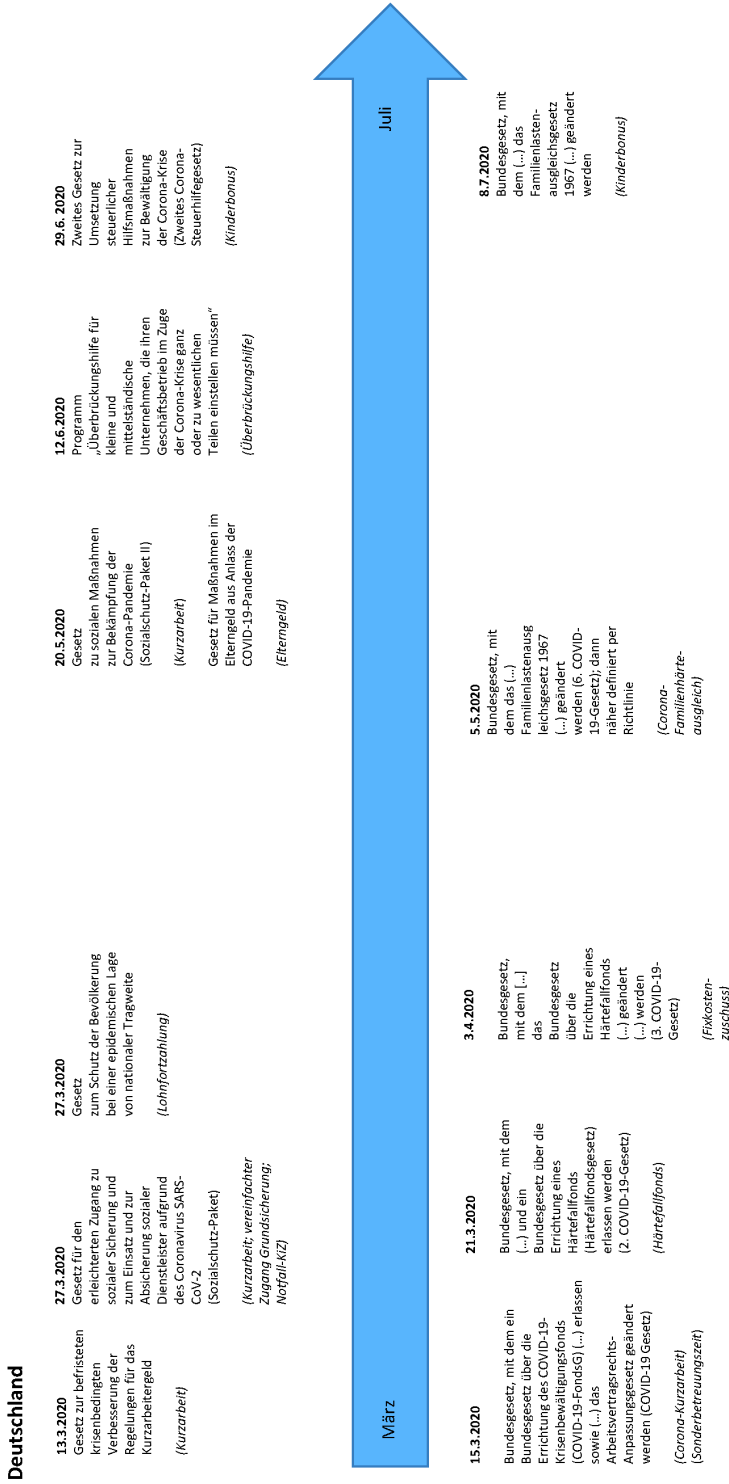 Deutschland
13.3.2020
Gesetz zur befristeten
krisenbedingten
Verbesserung der
Regelungen für das
Kurzarbeitergeld
(Kurzarbeit)
27.3.2020
Gesetz für den
erleichterten Zugang zu
sozialer Sicherung und
zum Einsatz und zur
Absicherung sozialer
Dienstleister aufgrund
des Coronavirus SARS-
CoV-2
(Sozialschutz-Paket)
(Kurzarbeit; vereinfachter
Zugang Grundsicherung;
Notfall-KiZ)
27.3.2020
Gesetz
zum Schutz der Bevölkerung
bei einer epidemischen Lage
von nationaler Tragweite
(Lohnfortzahlung)
20.5.2020
Gesetz
zu sozialen Maßnahmen
zur Bekämpfung der
Corona-Pandemie
(Sozialschutz-Paket II)
(Kurzarbeit)
Gesetz für Maßnahmen im
Elterngeld aus Anlass der
COVID-19-Pandemie
(Elterngeld)
12.6.2020
Programm
„Überbrückungshilfe für
kleine und
mittelständische
Unternehmen, die ihren
Geschäftsbetrieb im Zuge
der Corona-Krise ganz
oder zu wesentlichen
Teilen einstellen müssen“
(Überbrückungshilfe)
29.6. 2020
Zweites Gesetz zur
Umsetzung
steuerlicher
Hilfsmaßnahmen
zur Bewältigung
der Corona-Krise
(Zweites Corona-
Steuerhilfegesetz)
(Kinderbonus)
März
Juli
15.3.2020
Bundesgesetz, mit dem ein
Bundesgesetz über die
Errichtung des COVID-19-
Krisenbewältigungsfonds
(COVID-19-FondsG) (…) erlassen
sowie (…) das
Arbeitsvertragsrechts-
Anpassungsgesetz geändert
werden (COVID-19 Gesetz)
(Corona-Kurzarbeit)
(Sonderbetreuungszeit)
21.3.2020
Bundesgesetz, mit dem
(…) und ein
Bundesgesetz über die
Errichtung eines
Härtefallfonds
(Härtefallfondsgesetz)
erlassen werden
(2. COVID-19-Gesetz)
(Härtefallfonds)
3.4.2020
Bundesgesetz,
mit dem […]
das
Bundesgesetz
über die
Errichtung eines
Härtefallfonds
(…) geändert
(…) werden
(3. COVID-19-
Gesetz)
(Fixkosten-
zuschuss)
5.5.2020
Bundesgesetz, mit
dem das (…)
Familienlastenausg
leichsgesetz 1967
(…) geändert
werden (6. COVID-
19-Gesetz); dann
näher definiert per
Richtlinie
(Corona-
Familienhärte-
ausgleich)
8.7.2020
Bundesgesetz, mit
dem (…) das
Familienlasten-
ausgleichsgesetz
1967 (…) geändert
werden
(Kinderbonus)